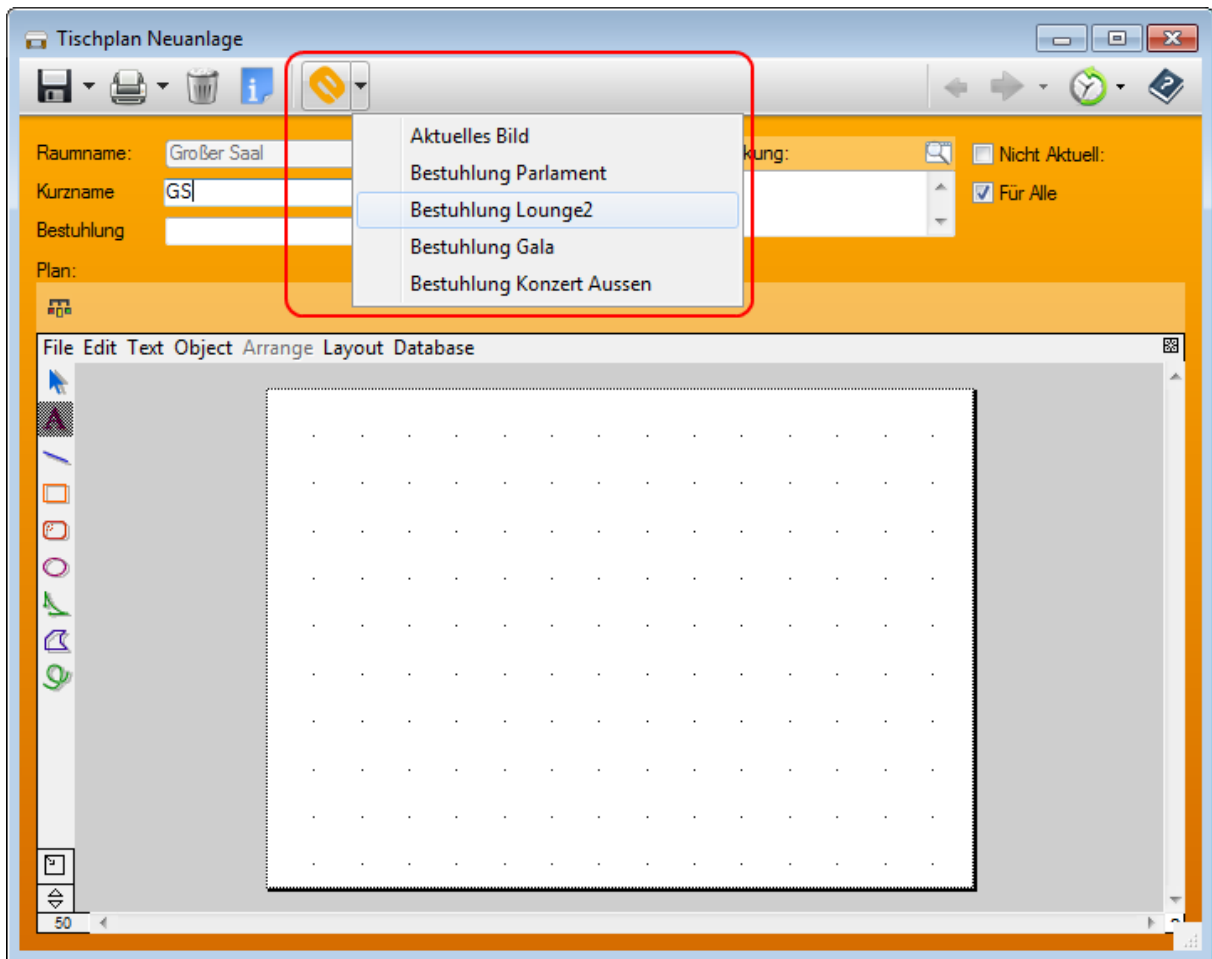 Tischplan Neuanlage
Aktuelles Bild
Bestuhlung Parlament
Bestuhlung Lounge2
Bestuhlung Gala
Bestuhlung Konzert Aussen
Raumname: Großer Saal
kung:
Nicht Aktuell:
Kurzname GS
Für Alle
Bestuhlung
Plan:
File Edit Text Object Arrange Layout Database
A
50